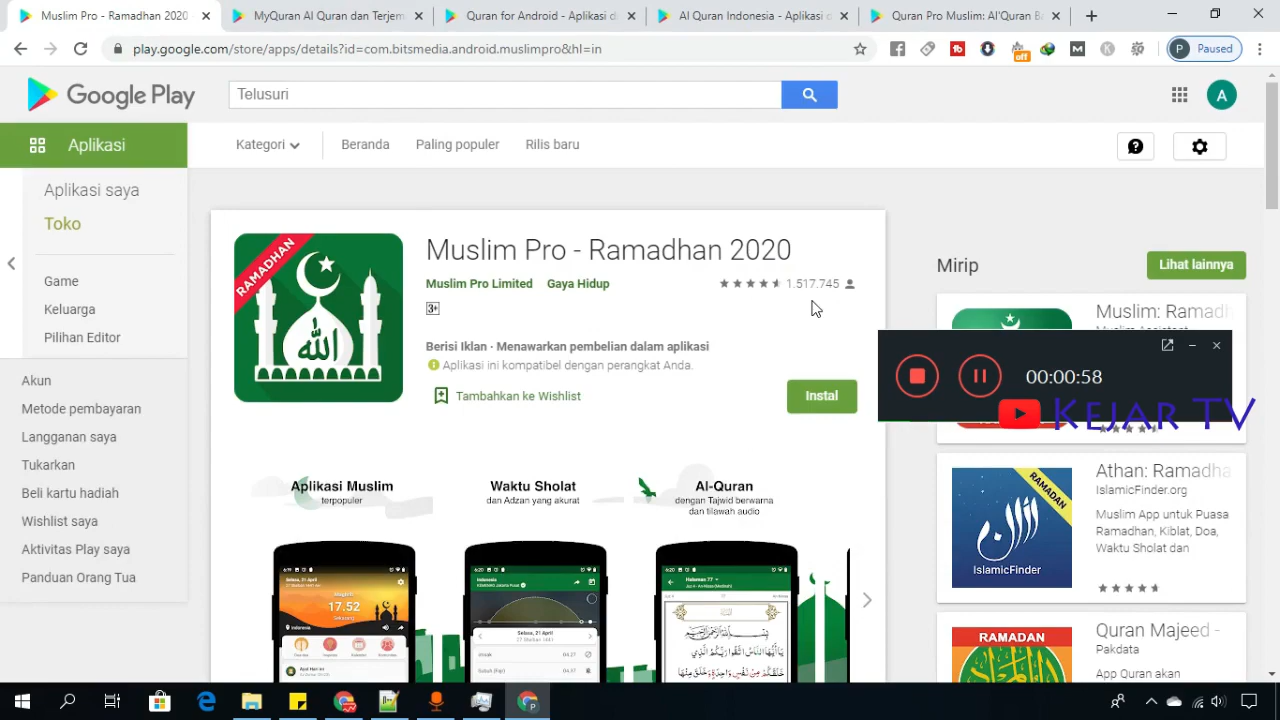 Muslim Pro - Ramadhan 2020 -
MyQuran Al Quran dan Terjem
Quran for Android - Aplikasi d
Al Quran Indonesia - Aplikasi d
Quran Pro Muslim: Al'Quran B
play.google.com/store/apps/details?id=com.bitsmedia.android.muslimpro&hl=in
off
P Paused
Google Play
Telusuri
A
Aplikasi
Kategori
Beranda
Paling populer
Rilis baru
Aplikasi saya
Toko
Game
Keluarga
Pilihan Editor
Akun
Metode pembayaran
Langganan saya
Tukarkan
Beli kartu hadiah
Wishlist saya
Aktivitas Play saya
Panduan Orang Tua
RAMADHAN
Muslim Pro - Ramadhan 2020
Muslim Pro Limited
Gaya Hidup
1.517.745
3+
Berisi Iklan · Menawarkan pembelian dalam aplikasi
Aplikasi ini kompatibel dengan perangkat Anda.
Tambahkan ke Wishlist
Instal
Aplikasi Muslim
terpopuler
Waktu Sholat
dan Adzan yang akurat
Al-Quran
dengan Tajwid berwarna
dan tilawah audio
17.52
Mirip
Lihat lainnya
Muslim: Ramadh
00:00:58
KEJAR TV
RAMADAN
IslamicFinder
Athan: Ramadha
IslamicFinder.org
Muslim App untuk Puasa
Ramadhan, Kiblat, Doa,
Waktu Sholat dan
RAMADAN
Quran Majeed -
Pakdata
App Quran akan